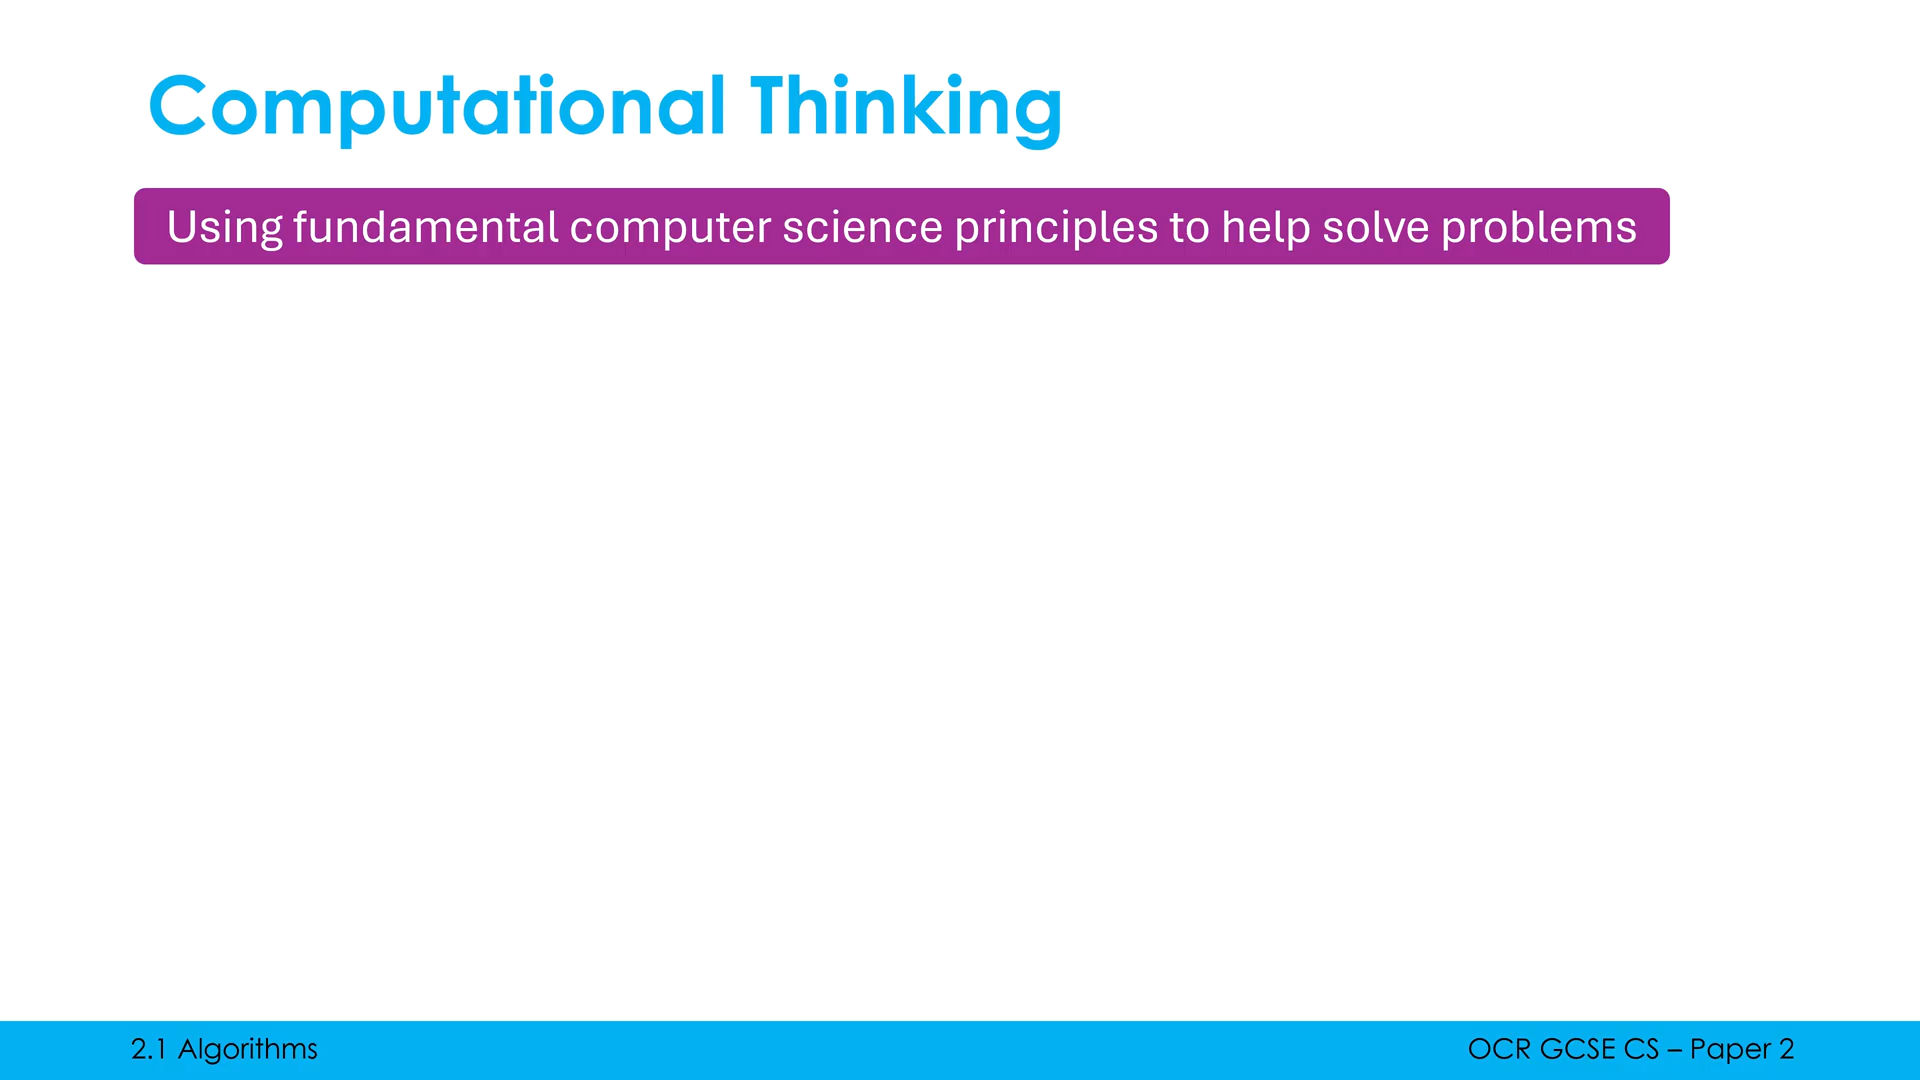 Computational Thinking
Using fundamental computer science principles to help solve problems
2.1 Algorithms
OCR GCSE CS – Paper 2